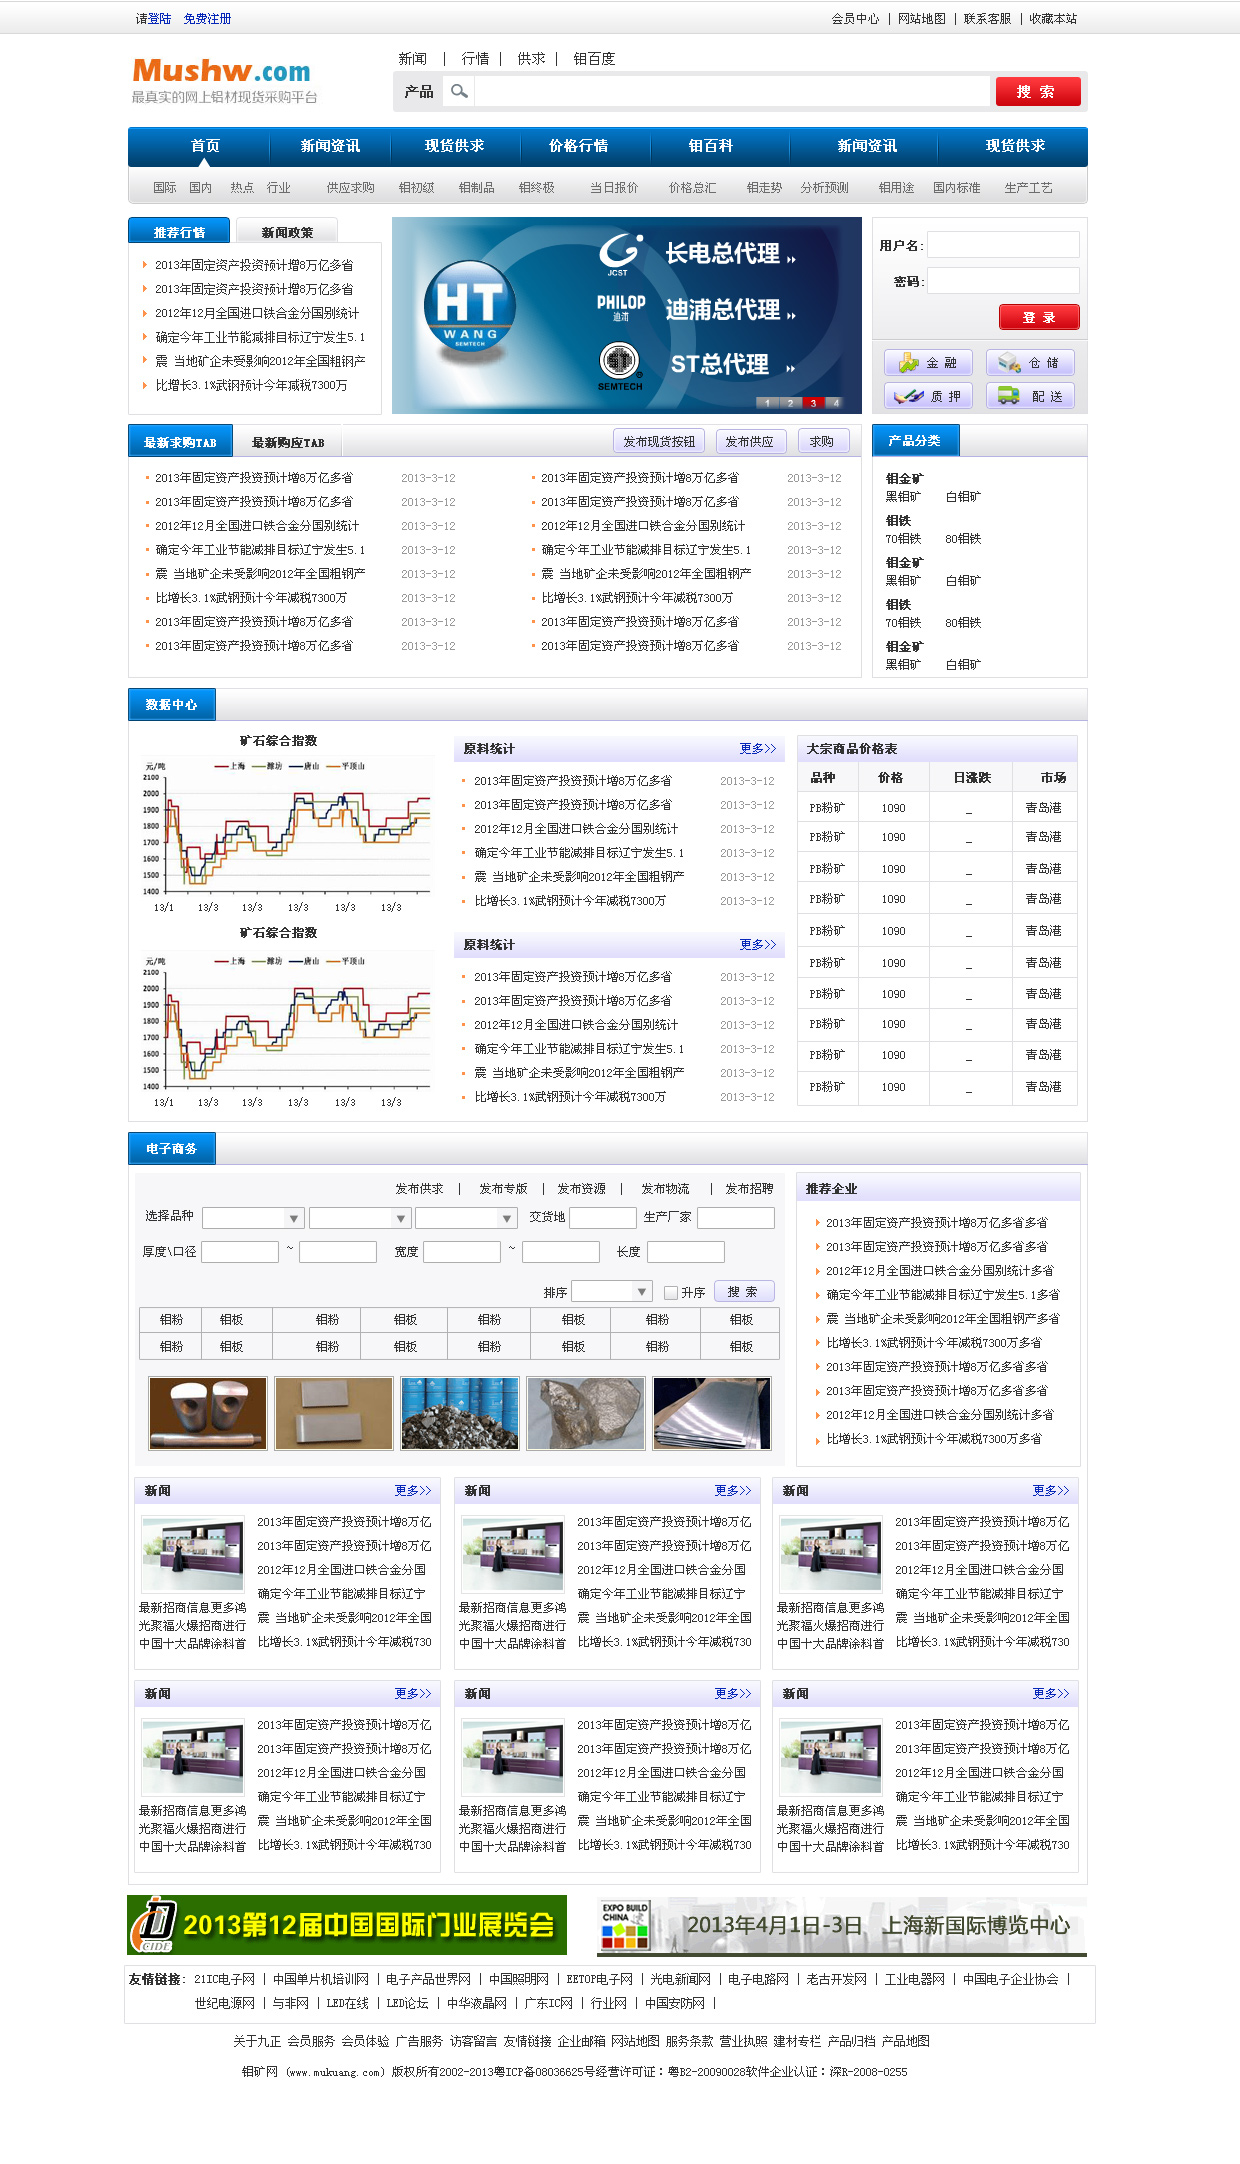 请登陆 免费注册 会员中心 | 网站地图 | 联系客服 | 收藏本站
新闻 | 行情 | 供求 | 钼百度
Mushw.com
最真实的网上铝材现货采购平台
产品 搜 索
首页 新闻资讯 现货供求 价格行情 钼百科 新闻资讯 现货供求
国际 国内 热点 行业 供应求购 钼初级 钼制品 钼终极 当日报价 价格总汇 钼走势 分析预测 钼用途 国内标准 生产工艺
推荐行情 新闻政策
2013年固定资产投资预计增8万亿多省
2013年固定资产投资预计增8万亿多省
2012年12月全国进口铁合金分国别统计
确定今年工业节能减排目标辽宁发生5.1
震 当地矿企未受影响2012年全国粗钢产
比增长3.1%武钢预计今年减税7300万
HT
WANG
SEMTECH
JCST 长电总代理
PHILOP
迪浦 迪浦总代理
SEMTECH ST总代理
1 2 3 4
用户名:
密码:
登 录
金 融 仓 储
质 押 配 送
最新求购TAB 最新购应TAB 发布现货按钮 发布供应 求购
2013年固定资产投资预计增8万亿多省 2013-3-12 2013年固定资产投资预计增8万亿多省 2013-3-12
2013年固定资产投资预计增8万亿多省 2013-3-12 2013年固定资产投资预计增8万亿多省 2013-3-12
2012年12月全国进口铁合金分国别统计 2013-3-12 2012年12月全国进口铁合金分国别统计 2013-3-12
确定今年工业节能减排目标辽宁发生5.1 2013-3-12 确定今年工业节能减排目标辽宁发生5.1 2013-3-12
震 当地矿企未受影响2012年全国粗钢产 2013-3-12 震 当地矿企未受影响2012年全国粗钢产 2013-3-12
比增长3.1%武钢预计今年减税7300万 2013-3-12 比增长3.1%武钢预计今年减税7300万 2013-3-12
2013年固定资产投资预计增8万亿多省 2013-3-12 2013年固定资产投资预计增8万亿多省 2013-3-12
2013年固定资产投资预计增8万亿多省 2013-3-12 2013年固定资产投资预计增8万亿多省 2013-3-12
产品分类
钼金矿
黑钼矿 白钼矿
钼铁
70钼铁 80钼铁
钼金矿
黑钼矿 白钼矿
钼铁
70钼铁 80钼铁
钼金矿
黑钼矿 白钼矿
数据中心
矿石综合指数
元/吨 上海 潍坊 唐山 平顶山
2100
2000
1900
1800
1700
1600
1500
1400
13/1 13/3 13/3 13/3 13/3 13/3
矿石综合指数
元/吨 上海 潍坊 唐山 平顶山
2100
2000
1900
1800
1700
1600
1500
1400
13/1 13/3 13/3 13/3 13/3 13/3
原料统计 更多>>
2013年固定资产投资预计增8万亿多省 2013-3-12
2013年固定资产投资预计增8万亿多省 2013-3-12
2012年12月全国进口铁合金分国别统计 2013-3-12
确定今年工业节能减排目标辽宁发生5.1 2013-3-12
震 当地矿企未受影响2012年全国粗钢产 2013-3-12
比增长3.1%武钢预计今年减税7300万 2013-3-12
原料统计 更多>>
2013年固定资产投资预计增8万亿多省 2013-3-12
2013年固定资产投资预计增8万亿多省 2013-3-12
2012年12月全国进口铁合金分国别统计 2013-3-12
确定今年工业节能减排目标辽宁发生5.1 2013-3-12
震 当地矿企未受影响2012年全国粗钢产 2013-3-12
比增长3.1%武钢预计今年减税7300万 2013-3-12
大宗商品价格表
品种 价格 日涨跌 市场
PB粉矿 1090 _ 青岛港
PB粉矿 1090 _ 青岛港
PB粉矿 1090 _ 青岛港
PB粉矿 1090 _ 青岛港
PB粉矿 1090 _ 青岛港
PB粉矿 1090 _ 青岛港
PB粉矿 1090 _ 青岛港
PB粉矿 1090 _ 青岛港
PB粉矿 1090 _ 青岛港
PB粉矿 1090 _ 青岛港
电子商务
发布供求 | 发布专版 | 发布资源 | 发布物流 | 发布招聘
选择品种 交货地 生产厂家
厚度\口径 ~ 宽度 ~ 长度
排序 升序 搜 索
钼粉 钼板 钼粉 钼板 钼粉 钼板 钼粉 钼板
钼粉 钼板 钼粉 钼板 钼粉 钼板 钼粉 钼板
推荐企业
2013年固定资产投资预计增8万亿多省多省
2013年固定资产投资预计增8万亿多省多省
2012年12月全国进口铁合金分国别统计多省
确定今年工业节能减排目标辽宁发生5.1多省
震 当地矿企未受影响2012年全国粗钢产多省
比增长3.1%武钢预计今年减税7300万多省
2013年固定资产投资预计增8万亿多省多省
2013年固定资产投资预计增8万亿多省多省
2012年12月全国进口铁合金分国别统计多省
比增长3.1%武钢预计今年减税7300万多省
新闻 更多>>
2013年固定资产投资预计增8万亿
2013年固定资产投资预计增8万亿
2012年12月全国进口铁合金分国
确定今年工业节能减排目标辽宁
震 当地矿企未受影响2012年全国
比增长3.1%武钢预计今年减税730
最新招商信息更多鸿
光聚福火爆招商进行
中国十大品牌涂料首
新闻 更多>>
2013年固定资产投资预计增8万亿
2013年固定资产投资预计增8万亿
2012年12月全国进口铁合金分国
确定今年工业节能减排目标辽宁
震 当地矿企未受影响2012年全国
比增长3.1%武钢预计今年减税730
最新招商信息更多鸿
光聚福火爆招商进行
中国十大品牌涂料首
新闻 更多>>
2013年固定资产投资预计增8万亿
2013年固定资产投资预计增8万亿
2012年12月全国进口铁合金分国
确定今年工业节能减排目标辽宁
震 当地矿企未受影响2012年全国
比增长3.1%武钢预计今年减税730
最新招商信息更多鸿
光聚福火爆招商进行
中国十大品牌涂料首
新闻 更多>>
2013年固定资产投资预计增8万亿
2013年固定资产投资预计增8万亿
2012年12月全国进口铁合金分国
确定今年工业节能减排目标辽宁
震 当地矿企未受影响2012年全国
比增长3.1%武钢预计今年减税730
最新招商信息更多鸿
光聚福火爆招商进行
中国十大品牌涂料首
新闻 更多>>
2013年固定资产投资预计增8万亿
2013年固定资产投资预计增8万亿
2012年12月全国进口铁合金分国
确定今年工业节能减排目标辽宁
震 当地矿企未受影响2012年全国
比增长3.1%武钢预计今年减税730
最新招商信息更多鸿
光聚福火爆招商进行
中国十大品牌涂料首
新闻 更多>>
2013年固定资产投资预计增8万亿
2013年固定资产投资预计增8万亿
2012年12月全国进口铁合金分国
确定今年工业节能减排目标辽宁
震 当地矿企未受影响2012年全国
比增长3.1%武钢预计今年减税730
最新招商信息更多鸿
光聚福火爆招商进行
中国十大品牌涂料首
CIDE 2013第12届中国国际门业展览会
EXPO BUILD
CHINA 2013年4月1日-3日 上海新国际博览中心
友情链接: 21IC电子网 | 中国单片机培训网 | 电子产品世界网 | 中国照明网 | EETOP电子网 | 光电新闻网 | 电子电路网 | 老古开发网 | 工业电器网 | 中国电子企业协会 |
世纪电源网 | 与非网 | LED在线 | LED论坛 | 中华液晶网 | 广东IC网 | 行业网 | 中国安防网 |
关于九正 会员服务 会员体验 广告服务 访客留言 友情链接 企业邮箱 网站地图 服务条款 营业执照 建材专栏 产品归档 产品地图
钼矿网 (www.mukuang.com) 版权所有2002-2013粤ICP备08036625号经营许可证：粤B2-20090028软件企业认证：深R-2008-0255